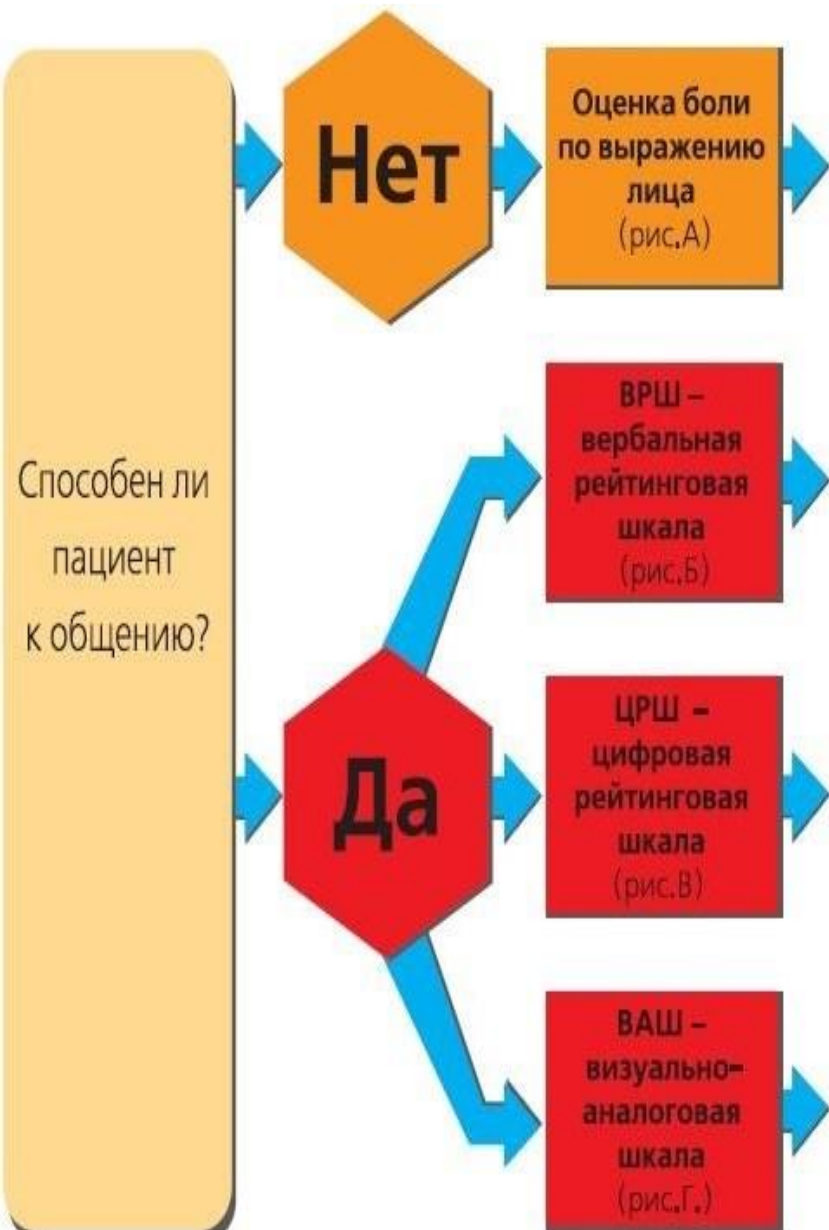 Способен ли
пациент
к общению?
Нет
Оценка боли
по выражению
лица
(рис.А)
Да
ВРШ –
вербальная
рейтинговая
шкала
(рис.Б)
ЦРШ –
цифровая
рейтинговая
шкала
(рис.В)
ВАШ –
визуально-
аналоговая
шкала
(рис.Г.)